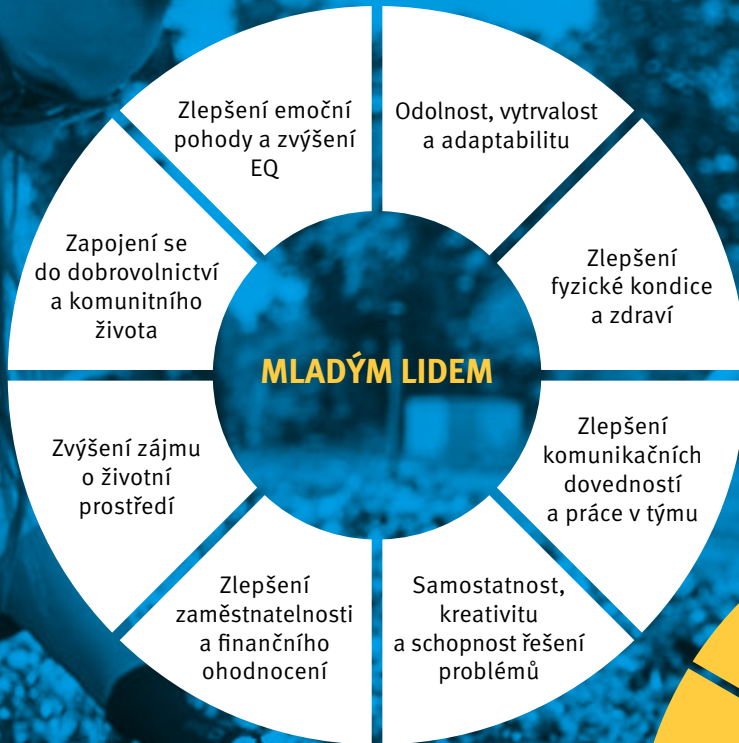 Zlepšení emoční
pohody a zvýšení
EQ
Odolnost, vytrvalost
a adaptabilitu
Zapojení se
do dobrovolnictví
a komunitního
života
Zlepšení
fyzické kondice
a zdraví
MLADÝM LIDEM
Zvýšení zájmu
o životní
prostředí
Zlepšení
komunikačních
dovedností
a práce v týmu
Zlepšení
zaměstnatelnosti
a finančního
ohodnocení
Samostatnost,
kreativitu
a schopnost řešení
problémů